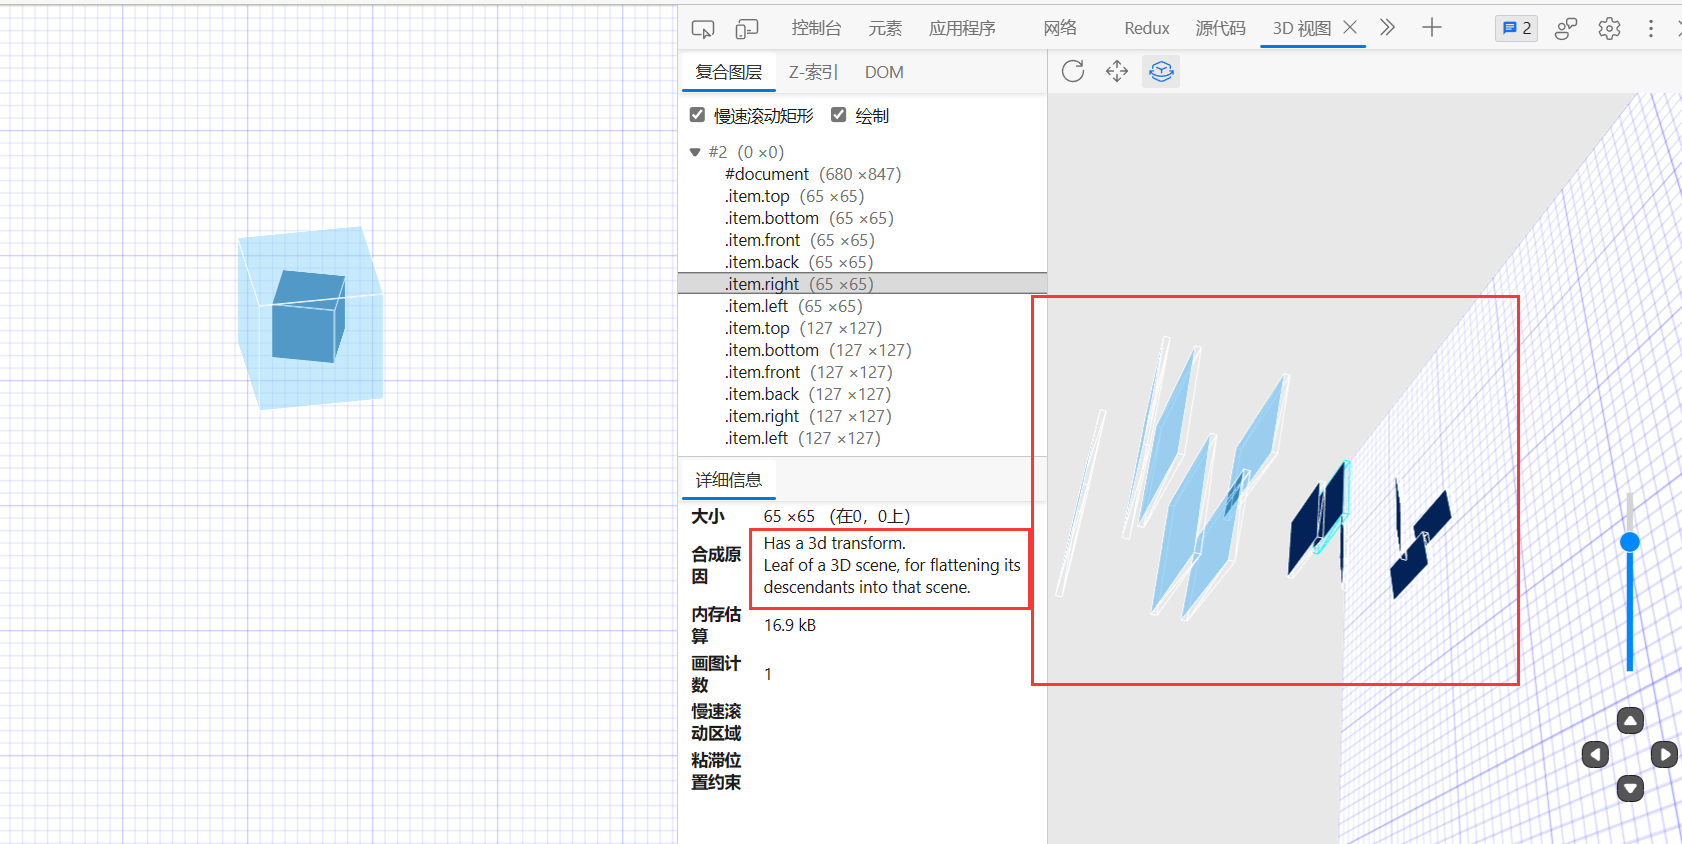 控制台 元素 应用程序 网络 Redux 源代码 3D 视图 2
复合图层 Z-索引 DOM
慢速滚动矩形 绘制
#2 (0 ×0)
#document (680 ×847)
.item.top (65 ×65)
.item.bottom (65 ×65)
.item.front (65 ×65)
.item.back (65 ×65)
.item.right (65 ×65)
.item.left (65 ×65)
.item.top (127 ×127)
.item.bottom (127 ×127)
.item.front (127 ×127)
.item.back (127 ×127)
.item.right (127 ×127)
.item.left (127 ×127)
详细信息
大小 65 ×65 (在0，0上)
合成原
因
Has a 3d transform.
Leaf of a 3D scene, for flattening its
descendants into that scene.
内存估
算
16.9 kB
画图计
数
1
慢速滚
动区域
粘滞位
置约束